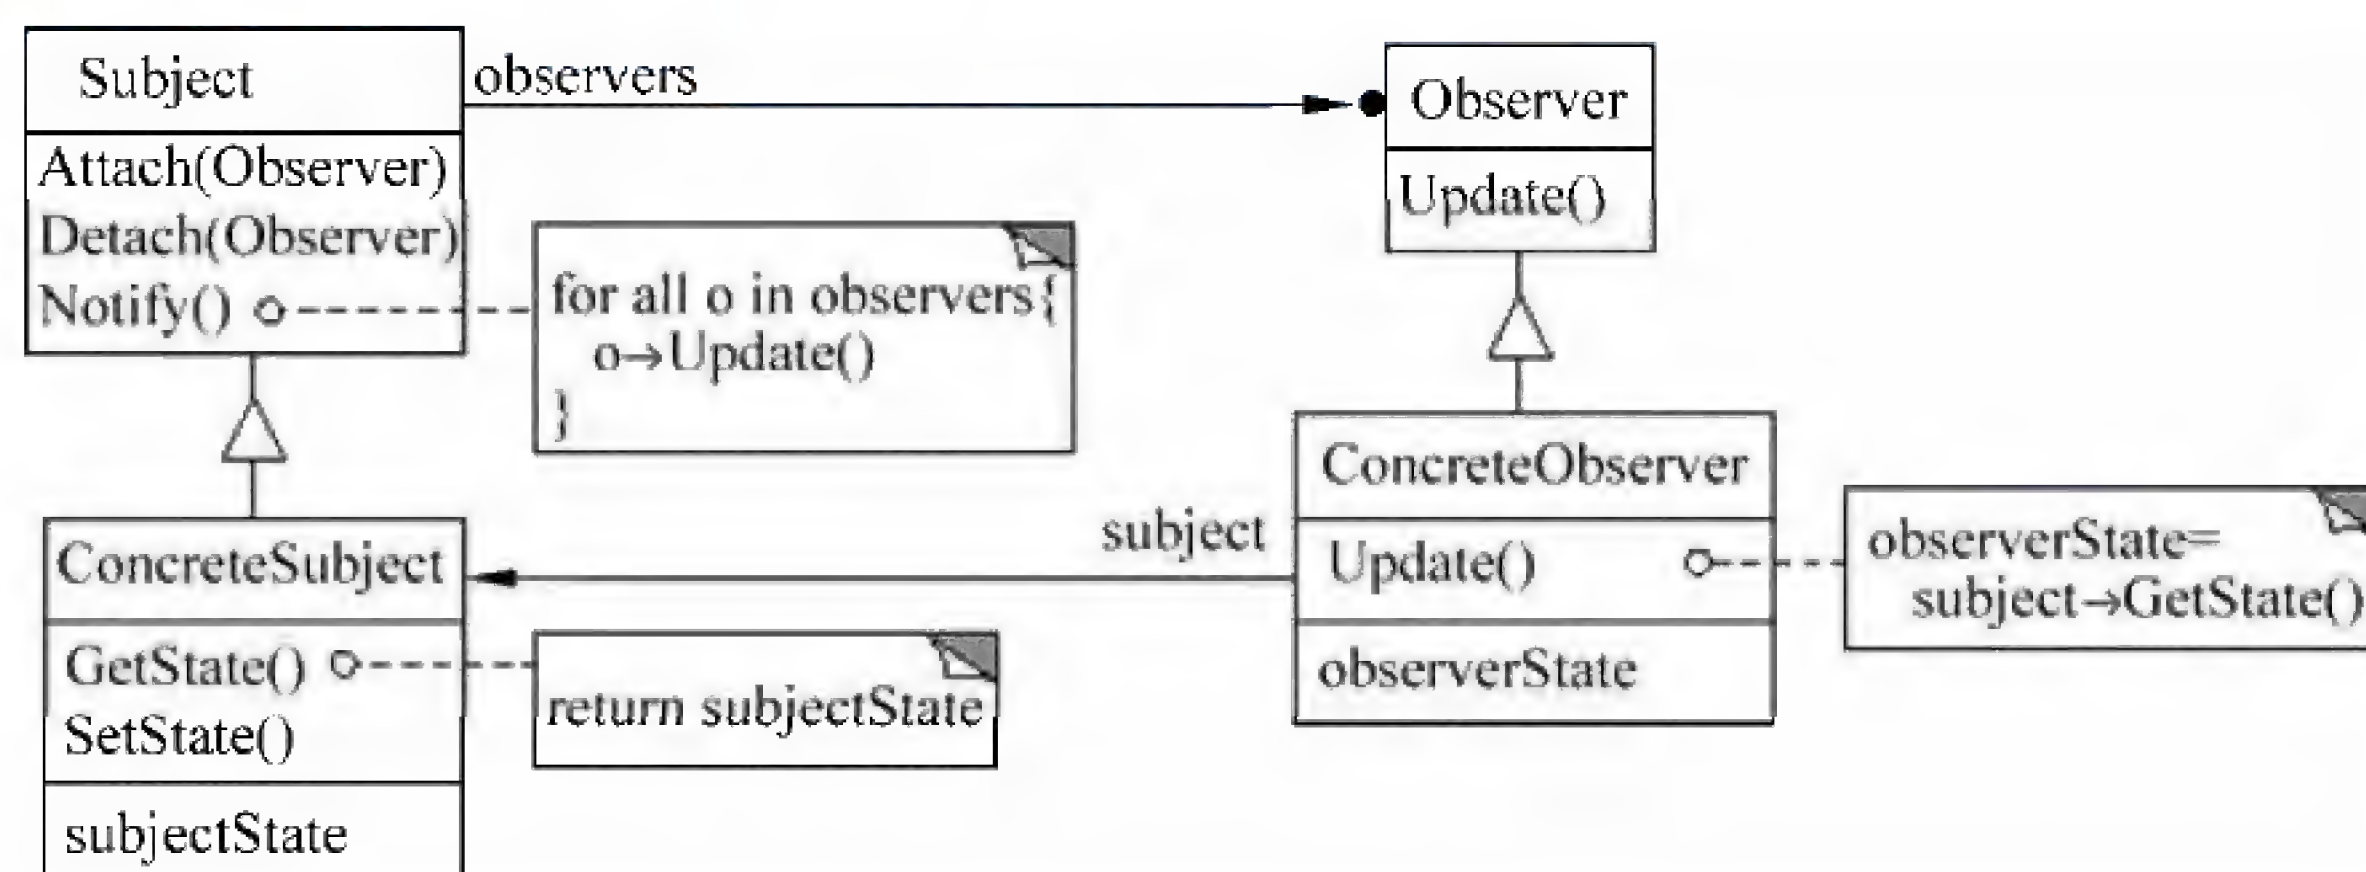 Subject
Attach(Observer)
Detach(Observer)
Notify()
observers
Observer
Update()
for all o in observers{
o→Update()
}
ConcreteSubject
GetState()
SetState()
subjectState
return subjectState
subject
ConcreteObserver
Update()
observerState
observerState=
subject→GetState()